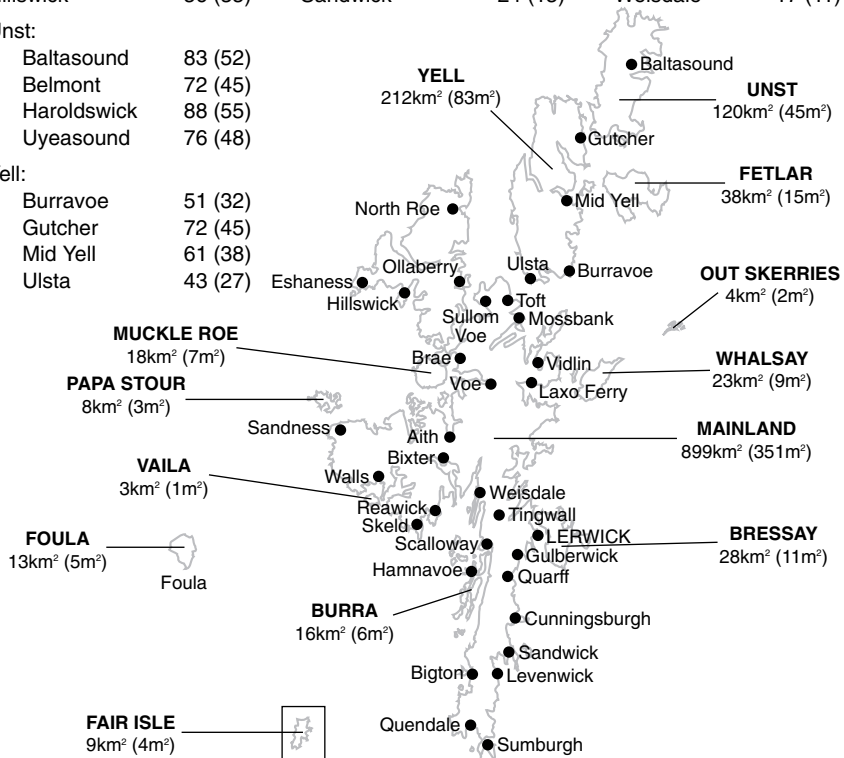 Unst:
Baltasound 83 (52)
Belmont 72 (45)
Haroldswick 88 (55)
Uyeasound 76 (48)
Burravoe 51 (32)
Gutcher 72 (45)
Mid Yell 61 (38)
Ulsta 43 (27)
Baltasound
YELL
212km² (83m²)
UNST
120km² (45m²)
Gutcher
FETLAR
38km² (15m²)
Mid Yell
North Roe
Ollaberry
Ulsta
Burravoe
Eshaness
Hillswick
OUT SKERRIES
4km² (2m²)
Toft
Sullom
Voe
Mossbank
MUCKLE ROE
18km² (7m²)
Brae
Vidlin
WHALSAY
23km² (9m²)
PAPA STOUR
8km² (3m²)
Voe
Laxo Ferry
Sandness
Aith
MAINLAND
899km² (351m²)
Bixter
VAILA
3km² (1m²)
Walls
Weisdale
Reawick
Tingwall
Skeld
LERWICK
BRESSAY
28km² (11m²)
FOULA
13km² (5m²)
Scalloway
Gulberwick
Foula
Hamnavoe
Quarff
BURRA
16km² (6m²)
Cunningsburgh
Sandwick
Bigton
Levenwick
FAIR ISLE
9km² (4m²)
Quendale
Sumburgh